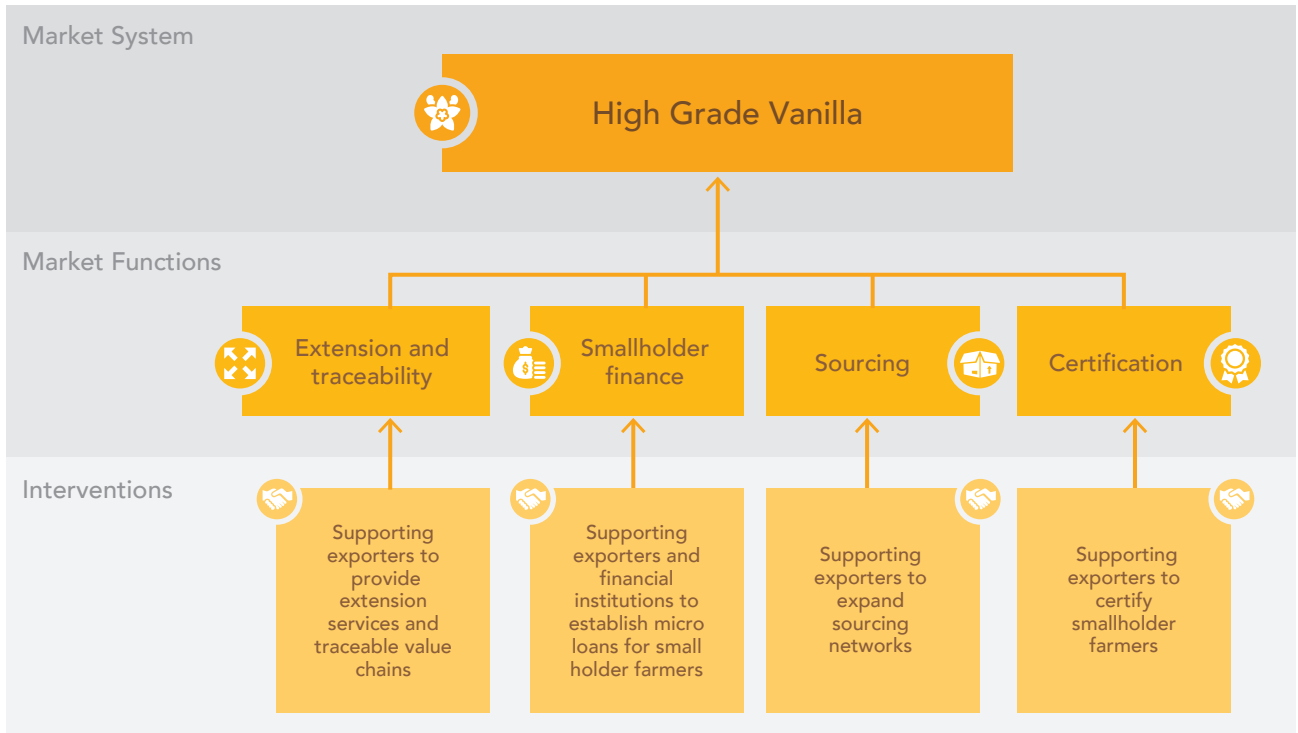 Market System
High Grade Vanilla
Market Functions
Extension and
traceability
Smallholder
finance
Sourcing
Certification
Interventions
Supporting
exporters to
provide
extension
services and
traceable value
chains
Supporting
exporters and
financial
institutions to
establish micro
loans for small
holder farmers
Supporting
exporters to
expand
sourcing
networks
Supporting
exporters to
certify
smallholder
farmers